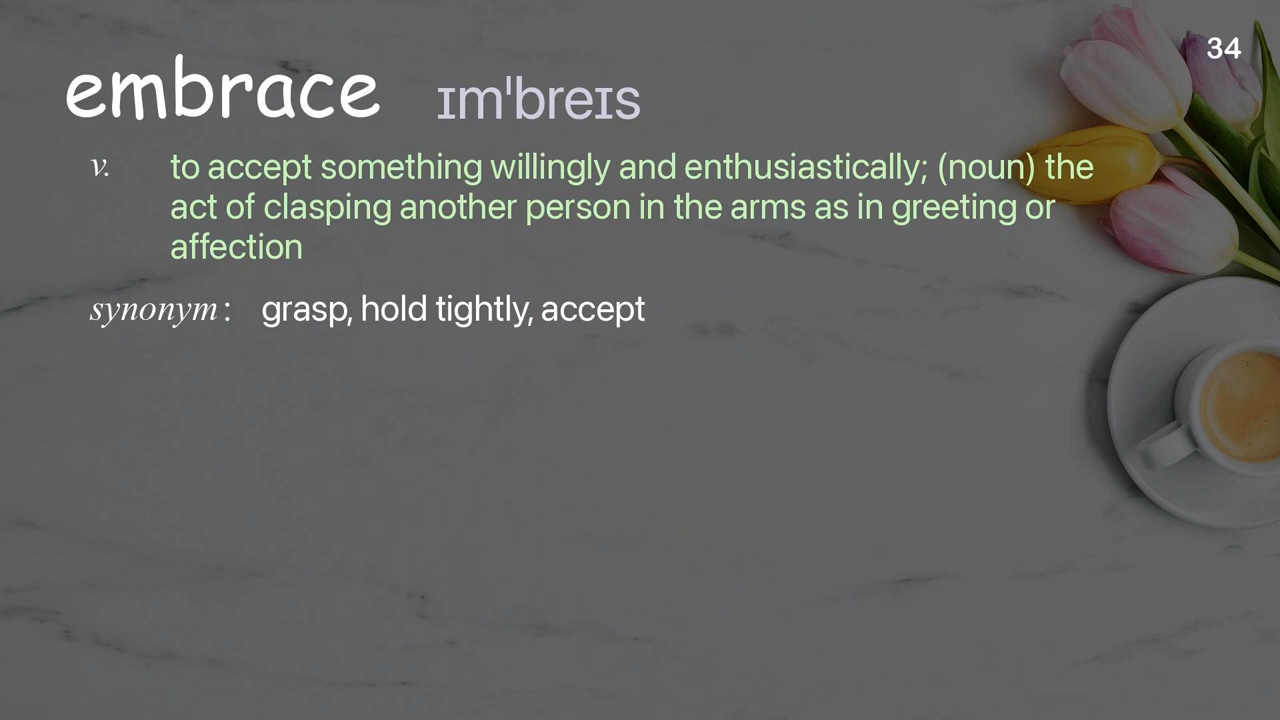 34
embrace ɪm'breɪs
v. to accept something willingly and enthusiastically; (noun) the
act of clasping another person in the arms as in greeting or
affection
synonym: grasp, hold tightly, accept